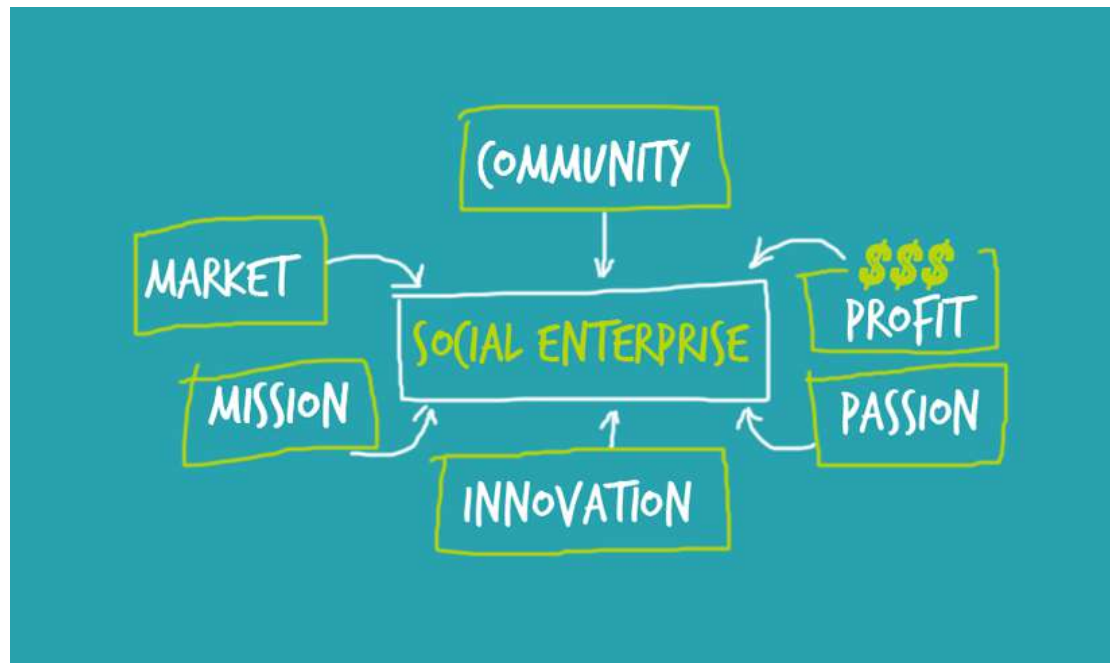 COMMUNITY
MARKET
$$$
PROFIT
SOCIAL ENTERPRISE
MISSION
PASSION
INNOVATION